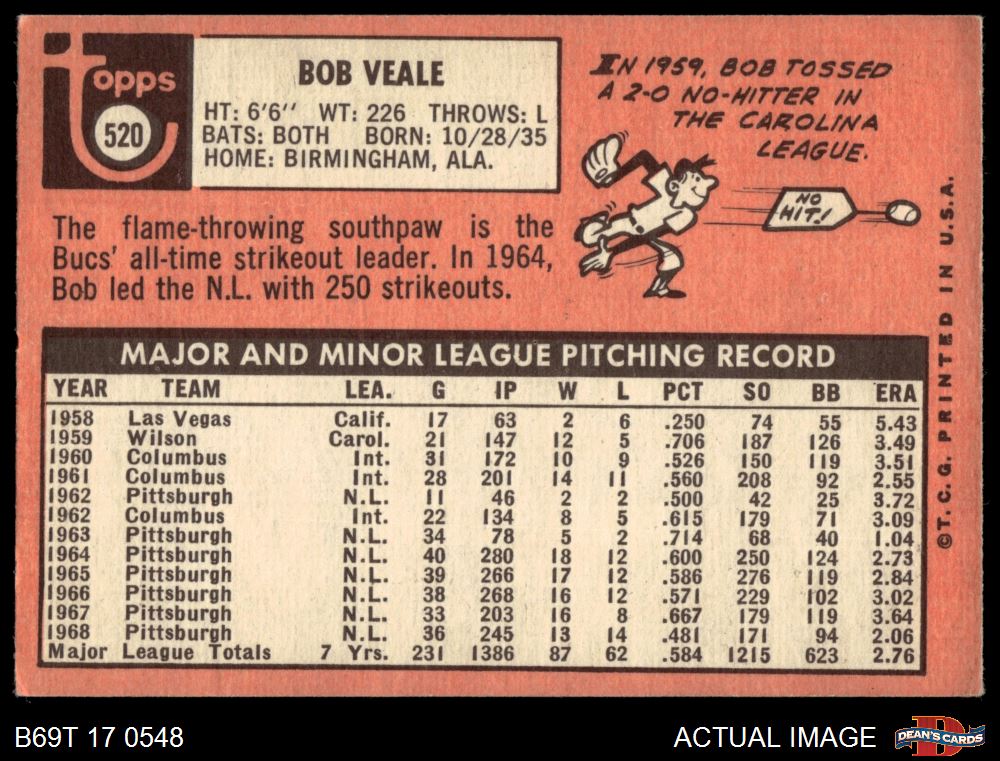 topps
520
BOB VEALE
HT: 6'6'' WT: 226 THROWS: L
BATS: BOTH BORN: 10/28/35
HOME: BIRMINGHAM, ALA.
IN 1959, BOB TOSSED
A 2-0 NO-HITTER IN
THE CAROLINA
LEAGUE.
NO
HIT!
The flame-throwing southpaw is the
Bucs' all-time strikeout leader. In 1964,
Bob led the N.L. with 250 strikeouts.
MAJOR AND MINOR LEAGUE PITCHING RECORD
YEAR TEAM LEA. G IP W L PCT SO BB ERA
1958 Las Vegas Calif. 17 63 2 6 .250 74 55 5.43
1959 Wilson Carol. 21 147 12 5 .706 187 126 3.49
1960 Columbus Int. 31 172 10 9 .526 150 119 3.51
1961 Columbus Int. 28 201 14 11 .560 208 92 2.55
1962 Pittsburgh N.L. 11 46 2 2 .500 42 25 3.72
1962 Columbus Int. 22 134 8 5 .615 179 71 3.09
1963 Pittsburgh N.L. 34 78 5 2 .714 68 40 1.04
1964 Pittsburgh N.L. 40 280 18 12 .600 250 124 2.73
1965 Pittsburgh N.L. 39 266 17 12 .586 276 119 2.84
1966 Pittsburgh N.L. 38 268 16 12 .571 229 102 3.02
1967 Pittsburgh N.L. 33 203 16 8 .667 179 119 3.64
1968 Pittsburgh N.L. 36 245 13 14 .481 171 94 2.06
Major League Totals 7 Yrs. 231 1386 87 62 .584 1215 623 2.76
©T. C. G. PRINTED IN U.S.A.
B69T 17 0548
ACTUAL IMAGE
D
DEAN'S CARDS